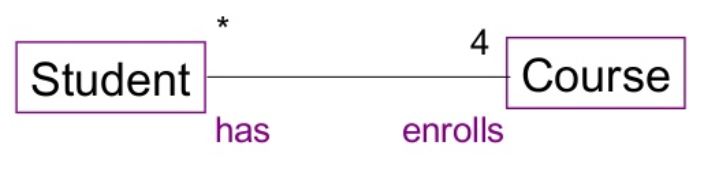 *
4
Student
Course
has
enrolls